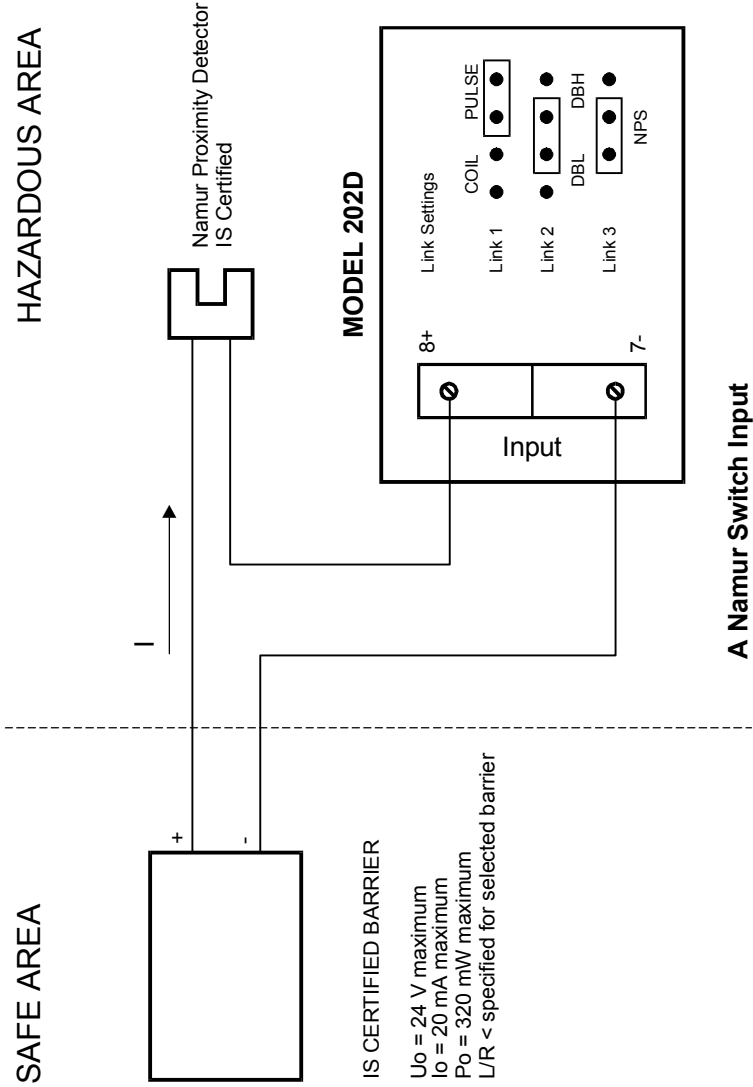 SAFE AREA
HAZARDOUS AREA
I
+
-
Namur Proximity Detector
IS Certified
IS CERTIFIED BARRIER
Uo = 24 V maximum
Io = 20 mA maximum
Po = 320 mW maximum
L/R < specified for selected barrier
MODEL 202D
Input
8+
7-
Link Settings
COIL PULSE
Link 1
Link 2
DBL DBH
Link 3
NPS
A Namur Switch Input